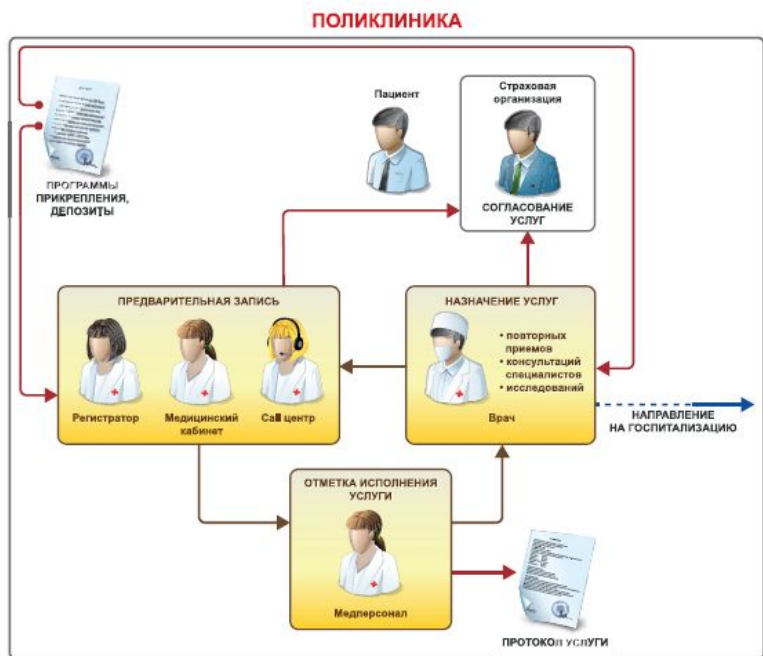 ПОЛИКЛИНИКА
Пациент
Страховая
организация
СОГЛАСОВАНИЕ
УСЛУГ
ПРОГРАММЫ
ПРИКРЕПЛЕНИЯ,
ДЕПОЗИТЫ
ПРЕДВАРИТЕЛЬНАЯ ЗАПИСЬ
Регистратор
Медицинский
кабинет
Call центр
НАЗНАЧЕНИЕ УСЛУГ
• повторных
приемов
• консультаций
специалистов
• исследований
Врач
НАПРАВЛЕНИЕ
НА ГОСПИТАЛИЗАЦИЮ
ОТМЕТКА ИСПОЛНЕНИЯ
УСЛУГИ
Медперсонал
ПРОТОКОЛ УСЛУГИ